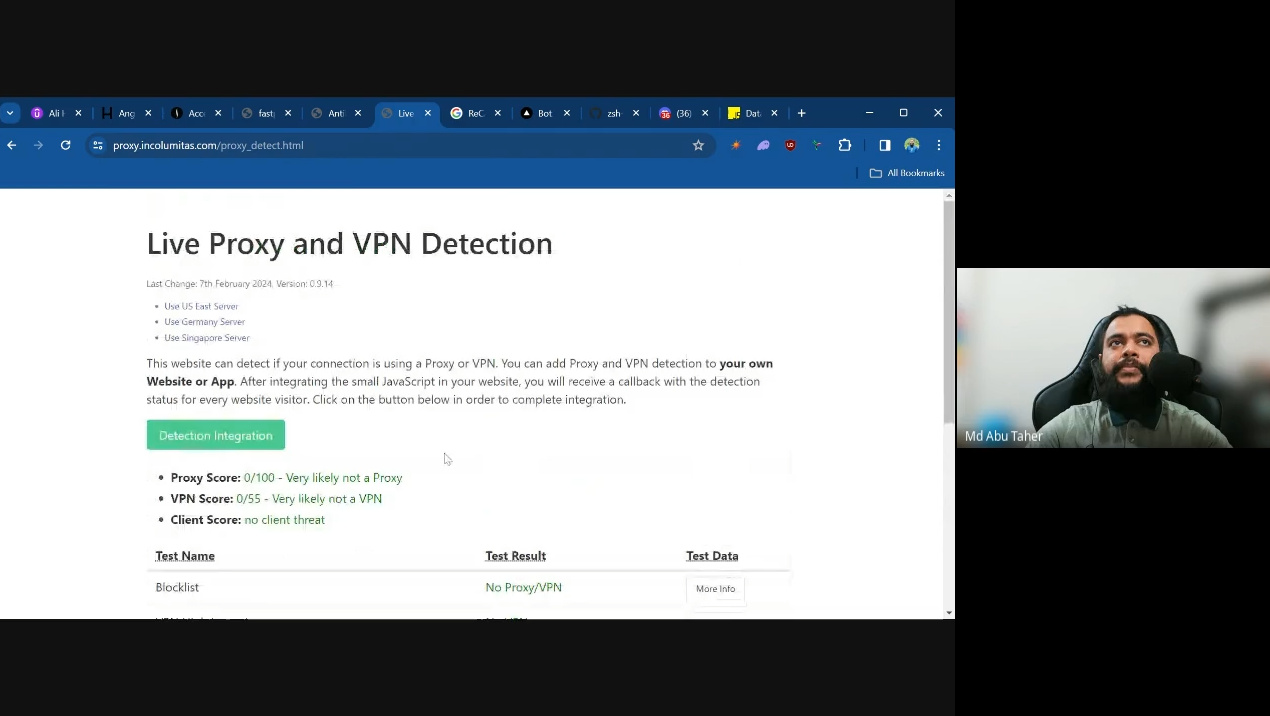 Ali H
Ang
Acc
fast
Anti
Live
ReC
Bot
zsh-
(36)
Data
proxy.incolumitas.com/proxy_detect.html
All Bookmarks
Live Proxy and VPN Detection
Last Change: 7th February 2024, Version: 0.9.14
Use US East Server
Use Germany Server
Use Singapore Server
This website can detect if your connection is using a Proxy or VPN. You can add Proxy and VPN detection to your own
Website or App. After integrating the small JavaScript in your website, you will receive a callback with the detection
status for every website visitor. Click on the button below in order to complete integration.
Detection Integration
Proxy Score: 0/100 - Very likely not a Proxy
VPN Score: 0/55 - Very likely not a VPN
Client Score: no client threat
Test Name Test Result Test Data
Blocklist No Proxy/VPN More Info
Md Abu Taher